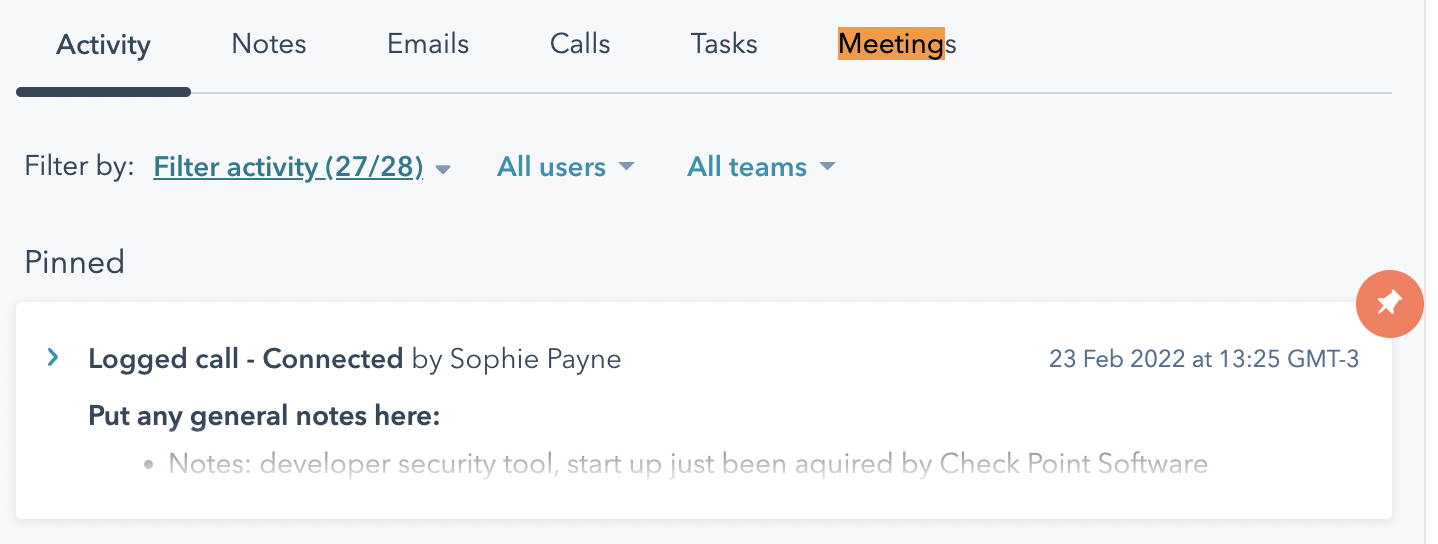 Activity Notes Emails Calls Tasks Meetings
Filter by: Filter activity (27/28) All users All teams
Pinned
Logged call - Connected by Sophie Payne 23 Feb 2022 at 13:25 GMT-3
Put any general notes here:
• Notes: developer security tool, start up just been aquired by Check Point Software